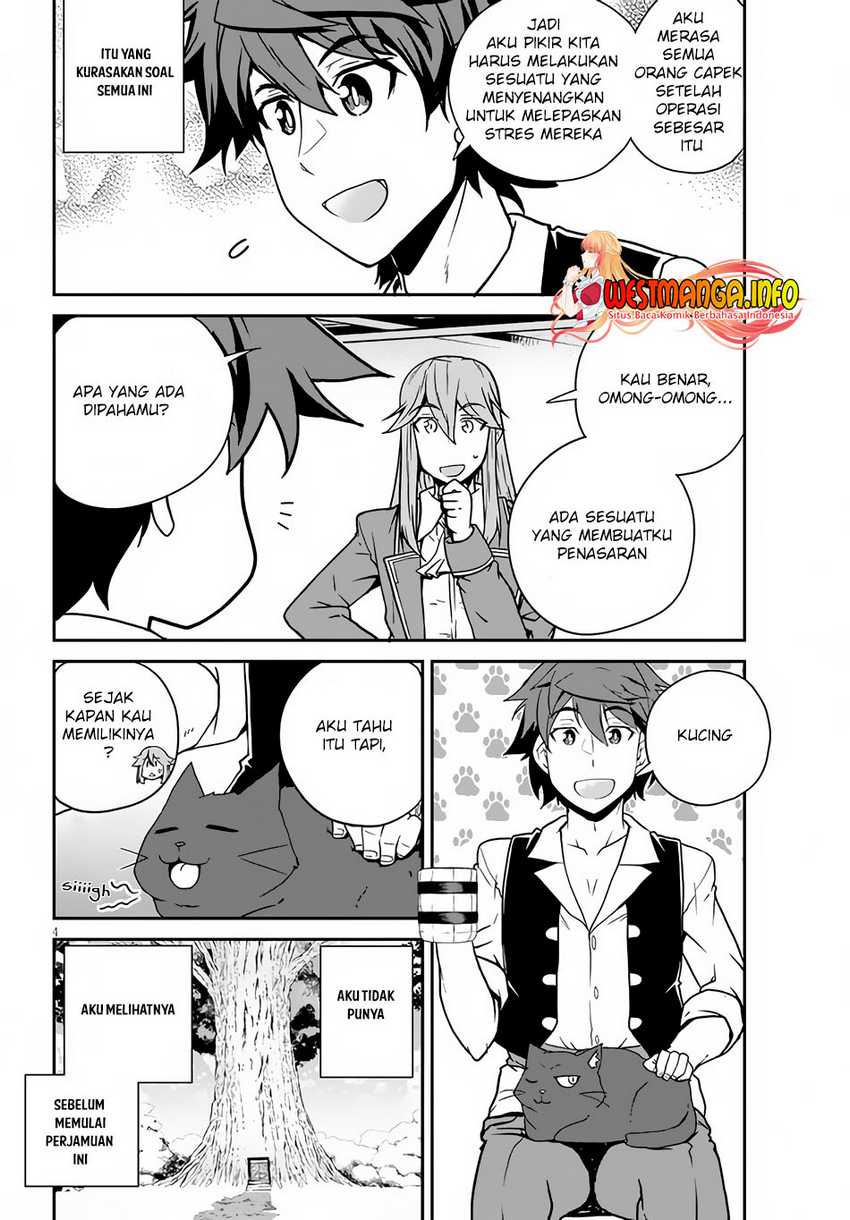 AKU
MERASA
SEMUA
ORANG CAPEK
SETELAH
OPERASI
SEBESAR
ITU
JADI
AKU PIKIR KITA
HARUS MELAKUKAN
SESUATU YANG
MENYENANGKAN
UNTUK MELEPASKAN
STRES MEREKA
ITU YANG
KURASAKAN SOAL
SEMUA INI
WESTMANGA.INFO
Situs Baca Komik Berbahasa Indonesia
KAU BENAR,
OMONG-OMONG...
ADA SESUATU
YANG MEMBUATKU
PENASARAN
APA YANG ADA
DIPAHAMU?
KUCING
AKU TAHU
ITU TAPI,
SEJAK
KAPAN KAU
MEMILIKINYA
?
siiiigh
4
AKU TIDAK
PUNYA
AKU MELIHATNYA
SEBELUM
MEMULAI
PERJAMUAN
INI